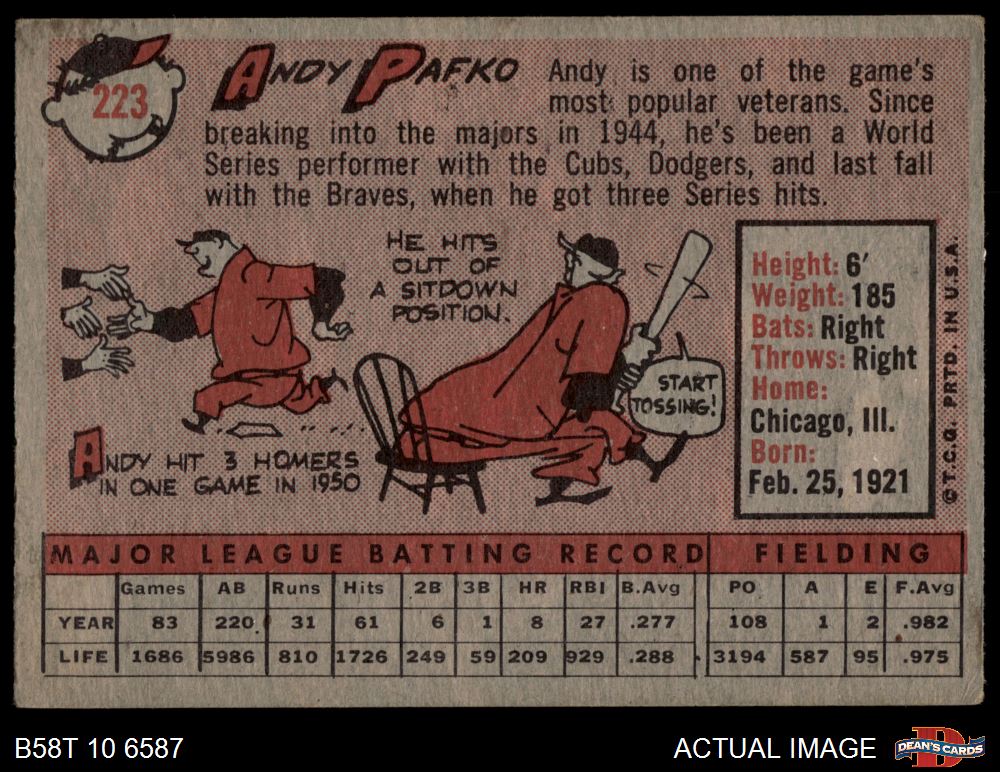 223
ANDY PAFKO
Andy is one of the game's
most popular veterans. Since
breaking into the majors in 1944, he's been a World
Series performer with the Cubs, Dodgers, and last fall
with the Braves, when he got three Series hits.
HE HITS
OUT OF
A SITDOWN
POSITION.
START
TOSSING!
ANDY HIT 3 HOMERS
IN ONE GAME IN 1950
Height: 6'
Weight: 185
Bats: Right
Throws: Right
Home:
Chicago, Ill.
Born:
Feb. 25, 1921
©T.C.G. PRTD. IN U.S.A.
MAJOR LEAGUE BATTING RECORD FIELDING
Games AB Runs Hits 2B 3B HR RBI B.Avg PO A E F.Avg
YEAR 83 220 31 61 6 1 8 27 .277 108 1 2 .982
LIFE 1686 5986 810 1726 249 59 209 929 .288 3194 587 95 .975
B58T 10 6587
ACTUAL IMAGE
D
DEAN'S CARDS